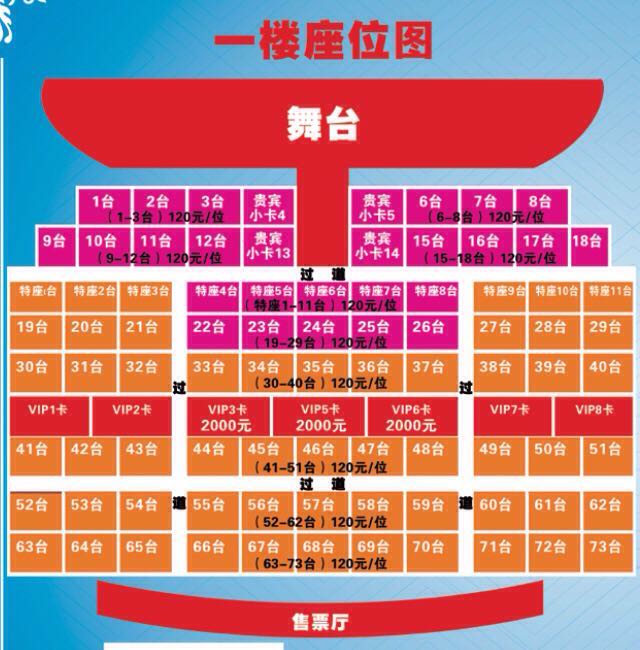 一楼座位图
舞台
1台 2台 3台 贵宾小卡4 贵宾小卡5 6台 7台 8台
（1-3台）120元/位 （6-8台）120元/位
9台 10台 11台 12台 贵宾小卡13 贵宾小卡14 15台 16台 17台 18台
（9-12台）120元/位 （15-18台）120元/位
过 道
特座1台 特座2台 特座3台 特座4台 特座5台 特座6台 特座7台 特座8台 特座9台 特座10台 特座11台
（特座1-11台）120元/位
19台 20台 21台 22台 23台 24台 25台 26台 27台 28台 29台
（19-29台）120元/位
30台 31台 32台 33台 34台 35台 36台 37台 38台 39台 40台
（30-40台）120元/位
过 过
VIP1卡 VIP2卡 VIP3卡 VIP5卡 VIP6卡 VIP7卡 VIP8卡
2000元 2000元 2000元
41台 42台 43台 44台 45台 46台 47台 48台 49台 50台 51台
（41-51台）120元/位
过 道
52台 53台 54台 道 55台 56台 57台 58台 59台 道 60台 61台 62台
（52-62台）120元/位
63台 64台 65台 66台 67台 68台 69台 70台 71台 72台 73台
（63-73台）120元/位
售票厅